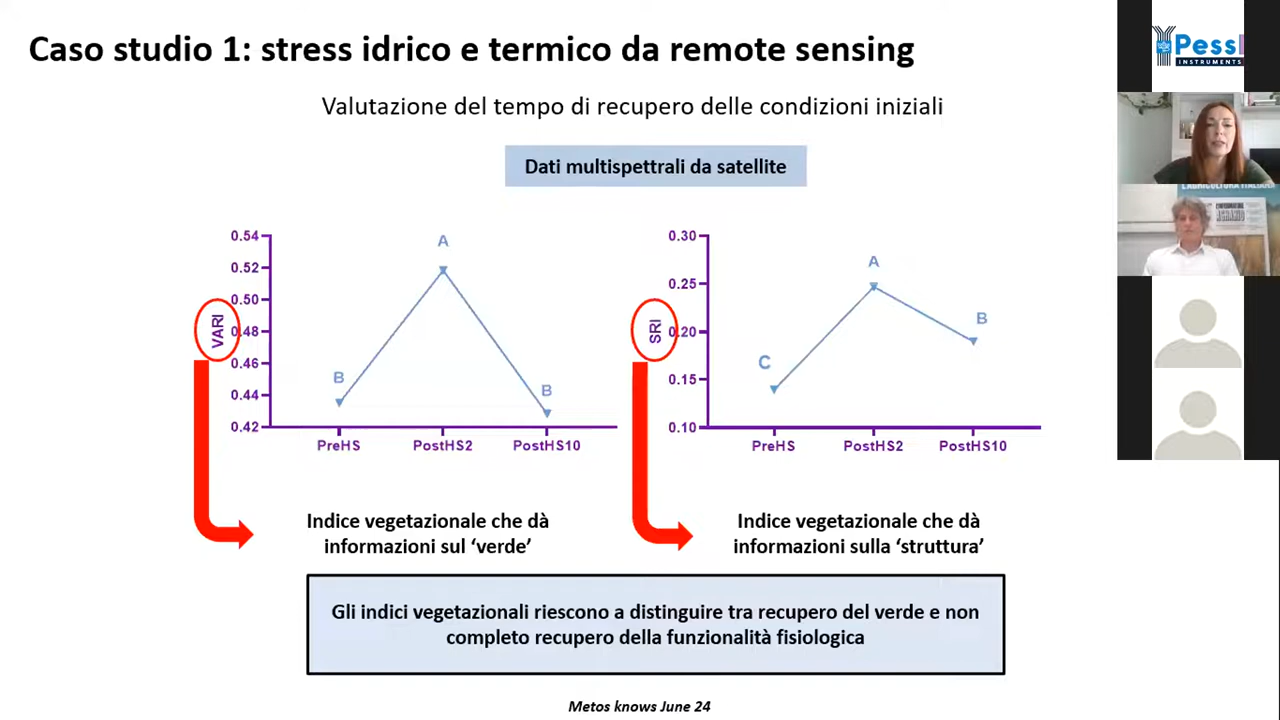 Caso studio 1: stress idrico e termico da remote sensing
Valutazione del tempo di recupero delle condizioni iniziali
Dati multispettrali da satellite
0.54
0.52
0.50
0.48
0.46
0.44
0.42
VARI
A
B
B
PreHS
PostHS2
PostHS10
0.30
0.25
0.20
0.15
0.10
SRI
A
B
C
PreHS
PostHS2
PostHS10
Indice vegetazionale che dà
informazioni sul ‘verde’
Indice vegetazionale che dà
informazioni sulla ‘struttura’
Gli indici vegetazionali riescono a distinguire tra recupero del verde e non
completo recupero della funzionalità fisiologica
Metos knows June 24
Pessl
INSTRUMENTS
L'AGRICOLTURA ITALIANA